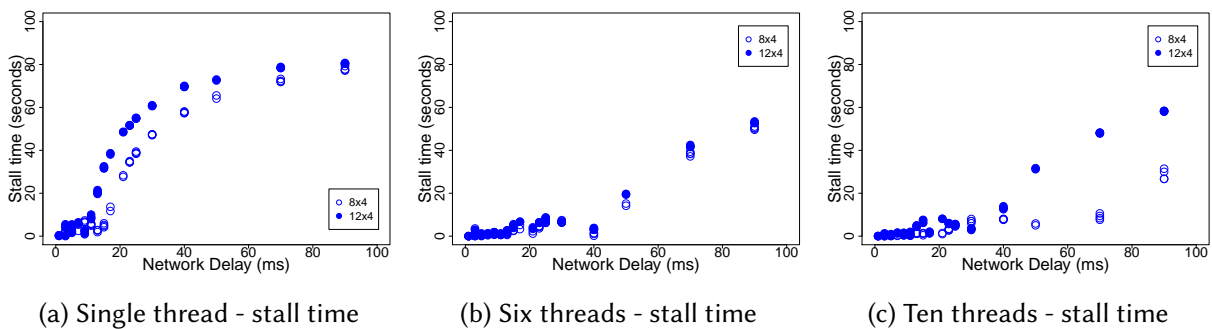 100
80
60
40
20
0
Stall time (seconds)
8x4
12x4
0 20 40 60 80 100
Network Delay (ms)
(a) Single thread - stall time
100
80
60
40
20
0
Stall time (seconds)
8x4
12x4
0 20 40 60 80 100
Network Delay (ms)
(b) Six threads - stall time
100
80
60
40
20
0
Stall time (seconds)
8x4
12x4
0 20 40 60 80 100
Network Delay (ms)
(c) Ten threads - stall time